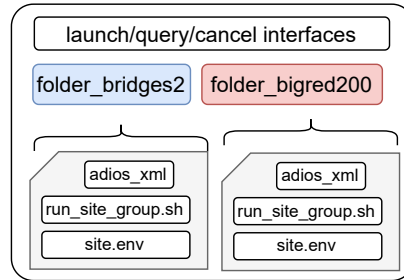 launch/query/cancel interfaces
folder_bridges2 folder_bigred200
adios_xml adios_xml
run_site_group.sh run_site_group.sh
site.env site.env